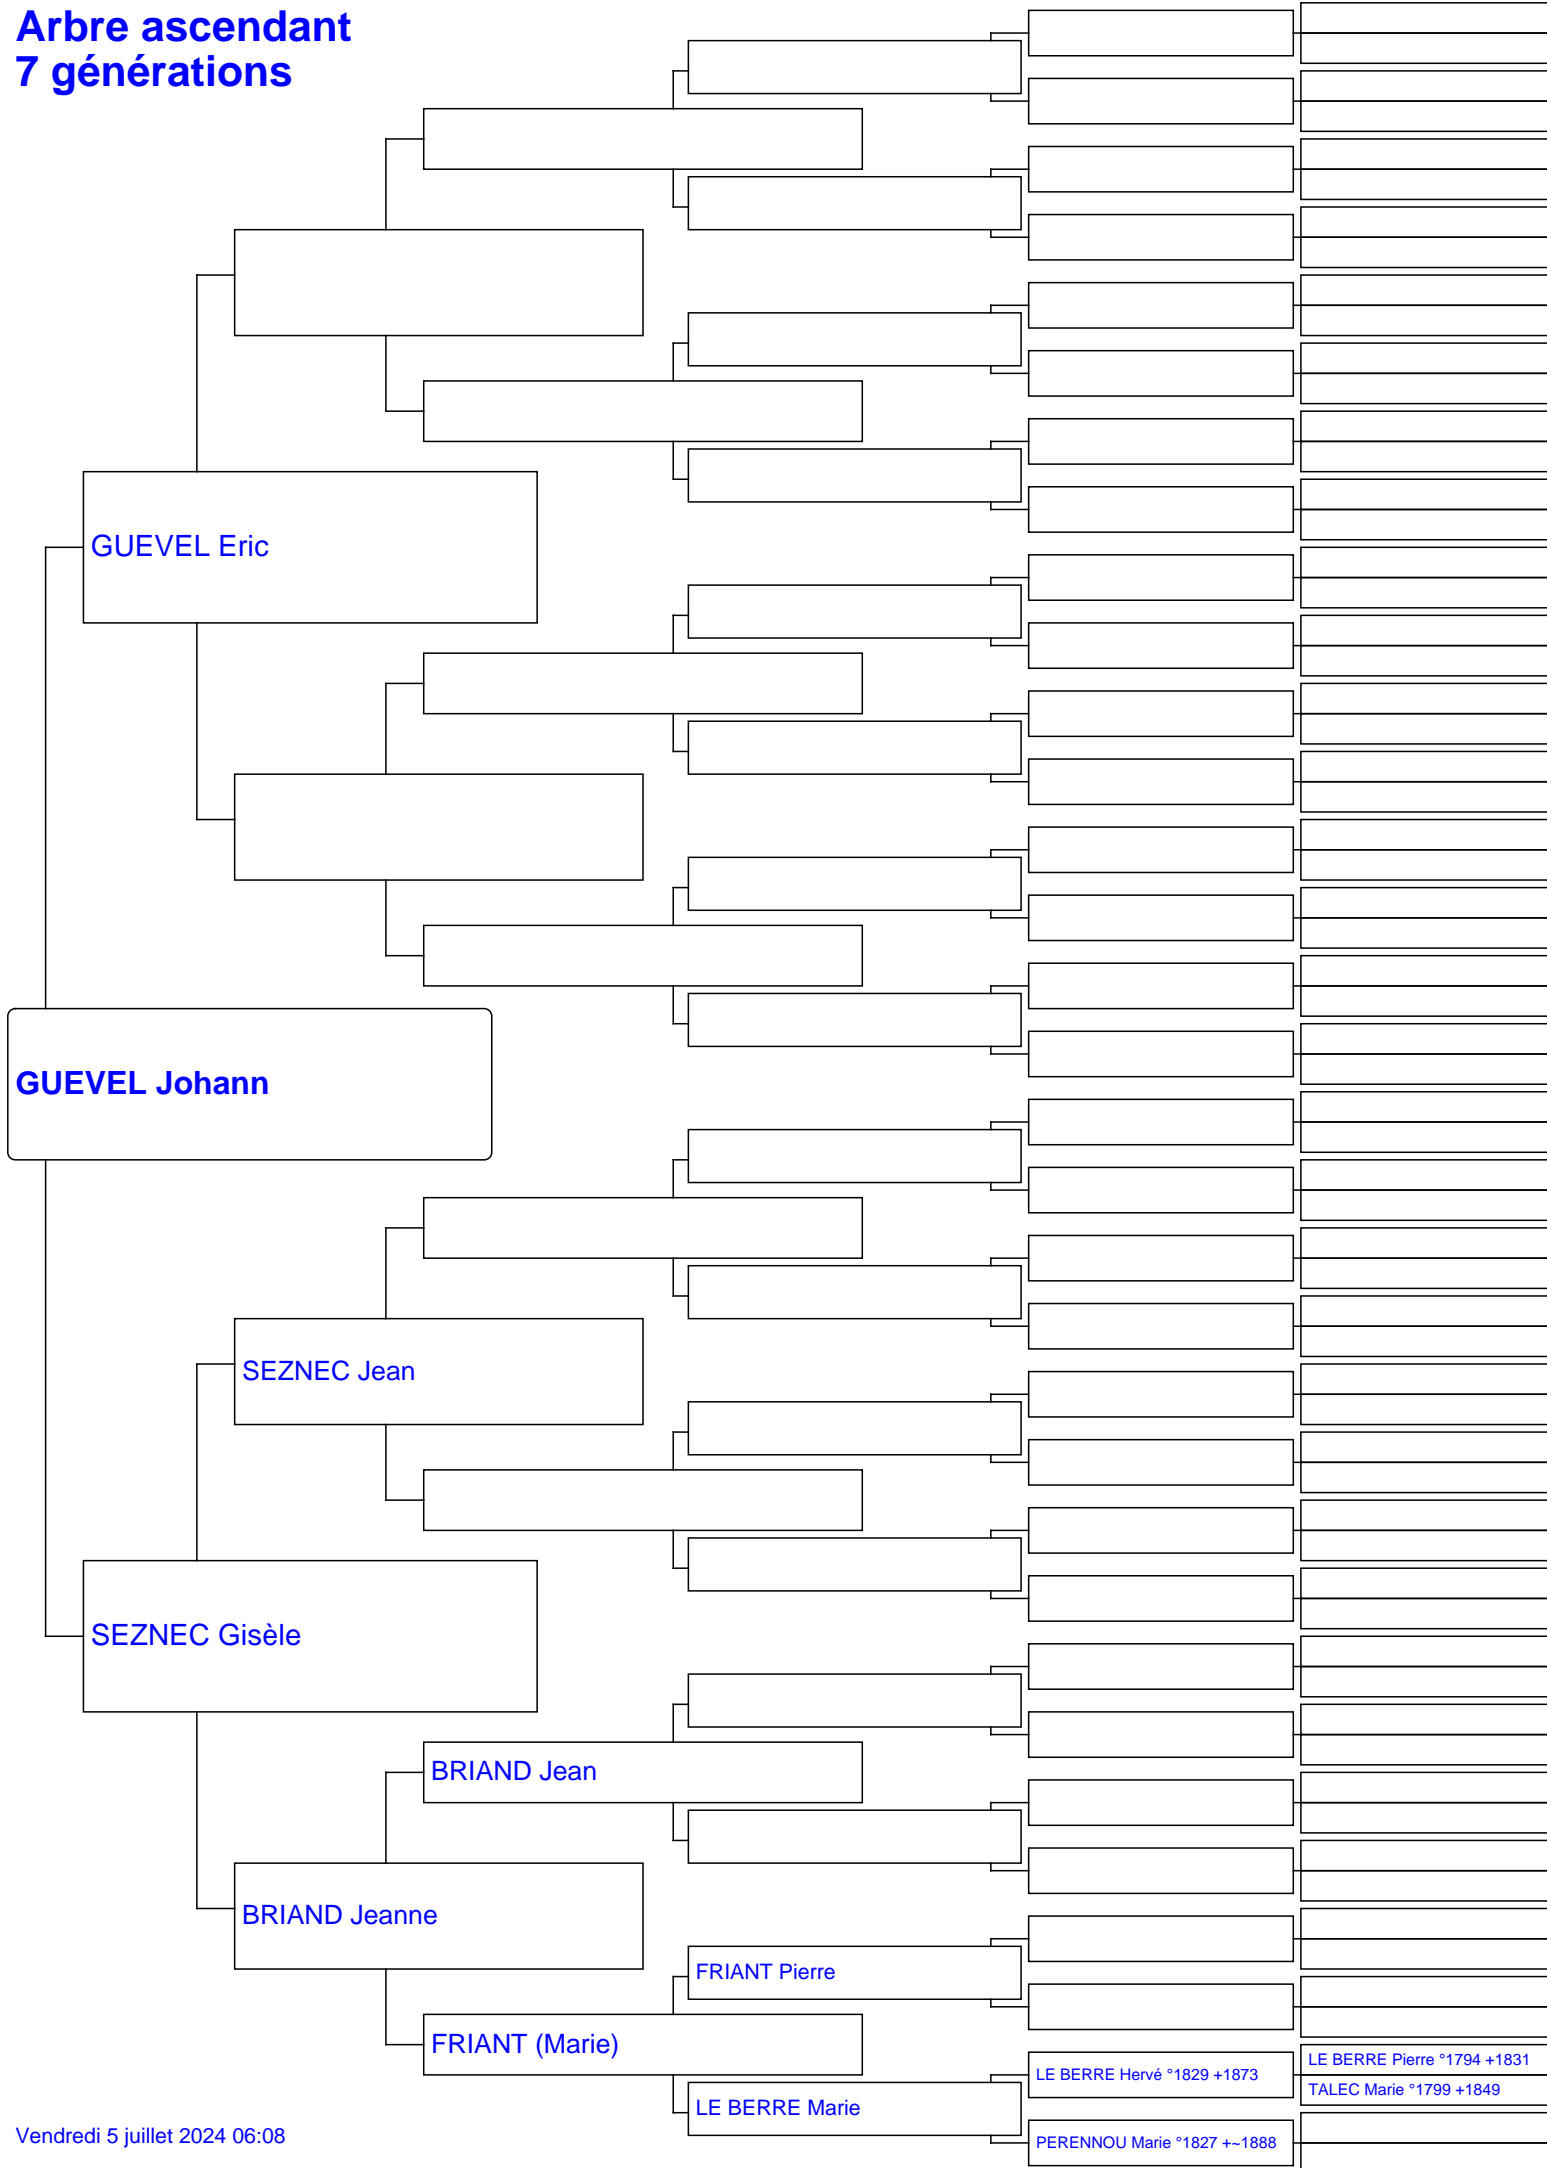 Arbre ascendant
7 générations
GUEVEL Eric
GUEVEL Johann
SEZNEC Jean
SEZNEC Gisèle
BRIAND Jean
BRIAND Jeanne
FRIANT Pierre
FRIANT (Marie)
LE BERRE Hervé °1829 +1873
LE BERRE Pierre °1794 +1831
TALEC Marie °1799 +1849
LE BERRE Marie
PERENNOU Marie °1827 +~1888
Vendredi 5 juillet 2024 06:08